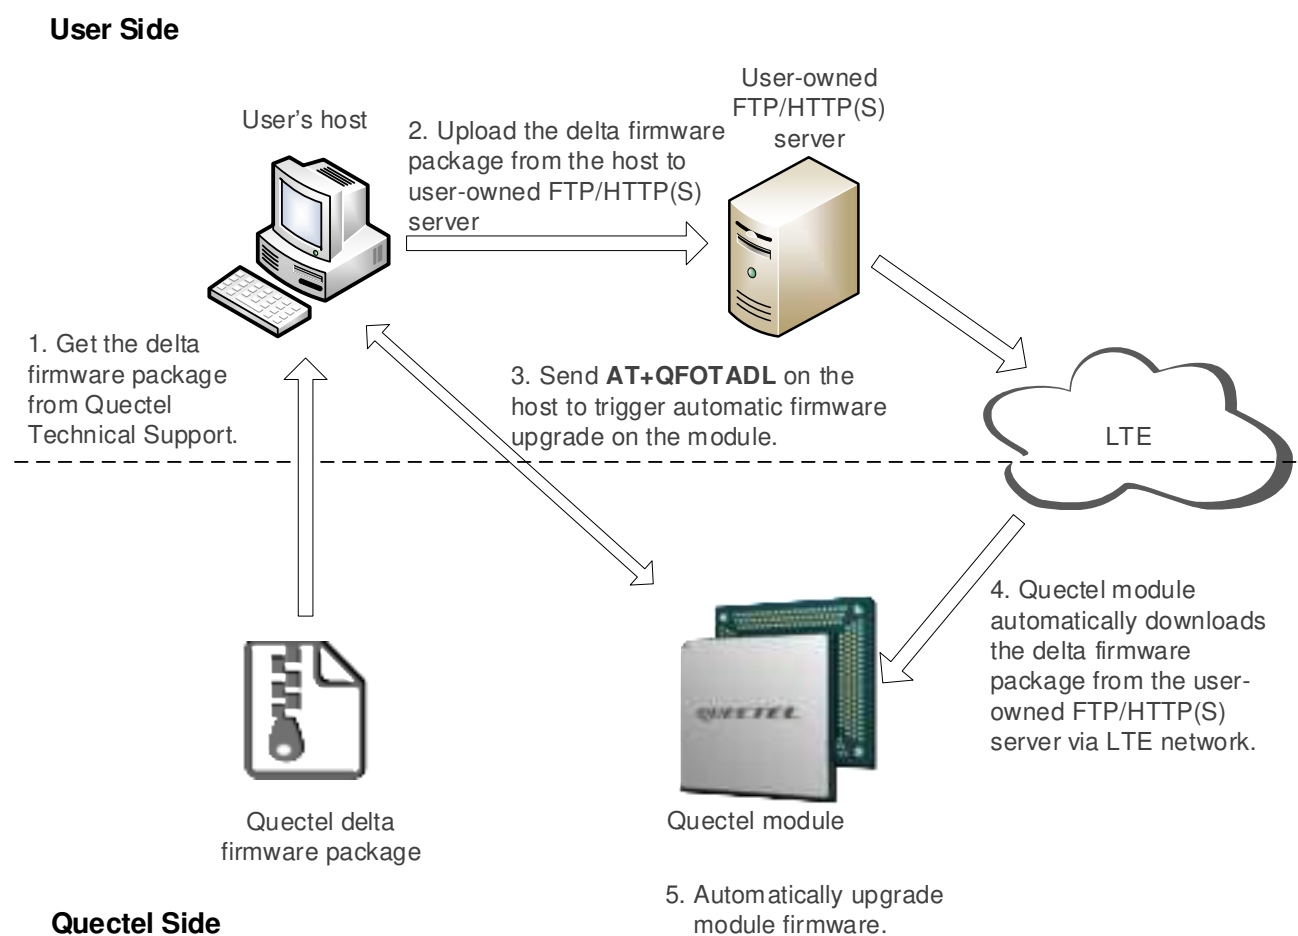 User Side
User's host
User-owned
FTP/HTTP(S)
server
2. Upload the delta firmware
package from the host to
user-owned FTP/HTTP(S)
server
1. Get the delta
firmware package
from Quectel
Technical Support.
3. Send AT+QFOTADL on the
host to trigger automatic firmware
upgrade on the module.
LTE
4. Quectel module
automatically downloads
the delta firmware
package from the user-
owned FTP/HTTP(S)
server via LTE network.
QUECTEL
Quectel delta
firmware package
Quectel module
5. Automatically upgrade
module firmware.
Quectel Side